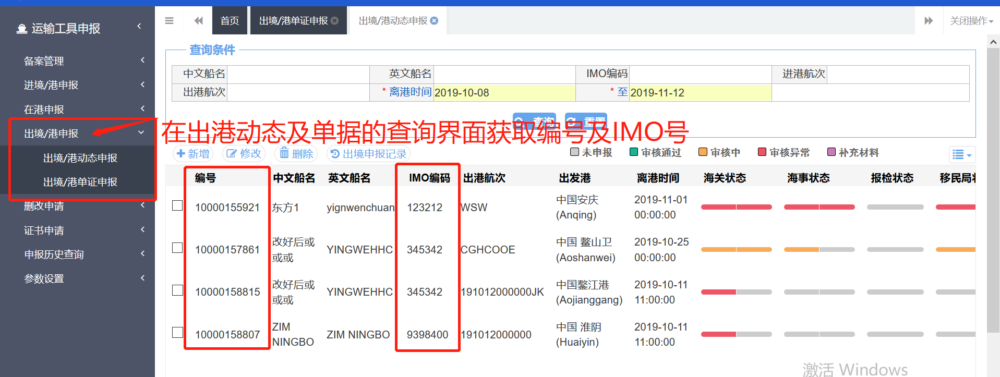 运输工具申报
备案管理
进境/港申报
在港申报
出境/港申报
出境/港动态申报
出境/港单证申报
删改申请
证书申请
申报历史查询
参数设置
首页
出境/港单证申报
出境/港动态申报
关闭操作
查询条件
中文船名
英文船名
IMO编码
进港航次
出港航次
* 离港时间 2019-10-08
* 至 2019-11-12
查询
重置
在出港动态及单据的查询界面获取编号及IMO号
新增
修改
删除
出境申报记录
未申报
审核通过
审核中
审核异常
补充材料
编号 中文船名 英文船名 IMO编码 出港航次 出发港 离港时间 海关状态 海事状态 报检状态 移民局状
10000155921 东方1 yignwenchuan 123212 WSW 中国安庆 (Anqing) 2019-11-01 00:00:00
10000157861 改好后或或或 YINGWEHHC 345342 CGHCOOE 中国 鳌山卫 (Aoshanwei) 2019-10-25 00:00:00
10000158815 改好后或或或 YINGWEHHC 345342 191012000000JK 中国鳌江港 (Aojianggang) 2019-10-11 11:00:00
10000158807 ZIM NINGBO ZIM NINGBO 9398400 191012000000 中国 淮阴 (Huaiyin) 2019-10-11 11:00:00
激活 Windows